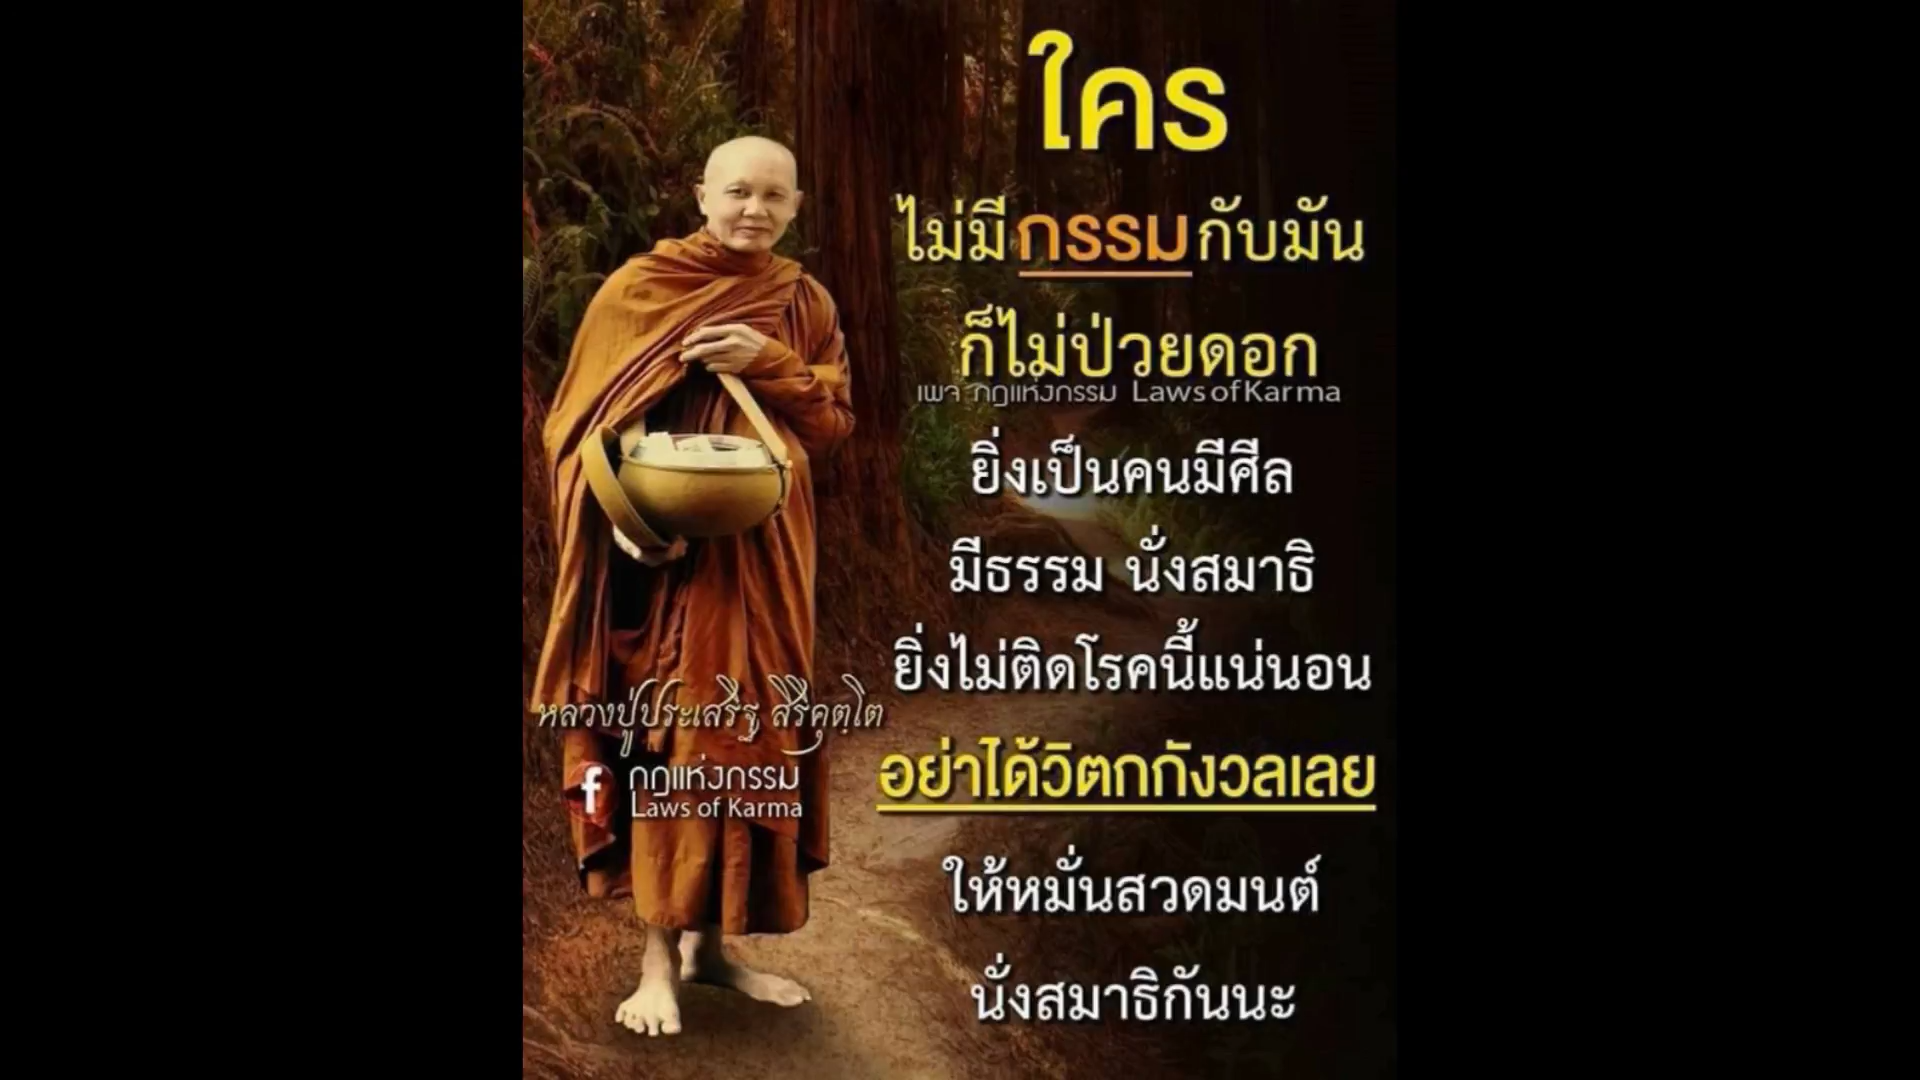 ใคร
ไม่มีกรรมกับมัน
ก็ไม่ป่วยดอก
เพจ กฎแห่งกรรม Laws of Karma
ยิ่งเป็นคนมีศีล
มีธรรม นั่งสมาธิ
ยิ่งไม่ติดโรคนี้แน่นอน
หลวงปู่ประเสริฐ สิริคุตฺโต
อย่าได้วิตกกังวลเลย
f กฎแห่งกรรม
Laws of Karma
ให้หมั่นสวดมนต์
นั่งสมาธิกันนะ